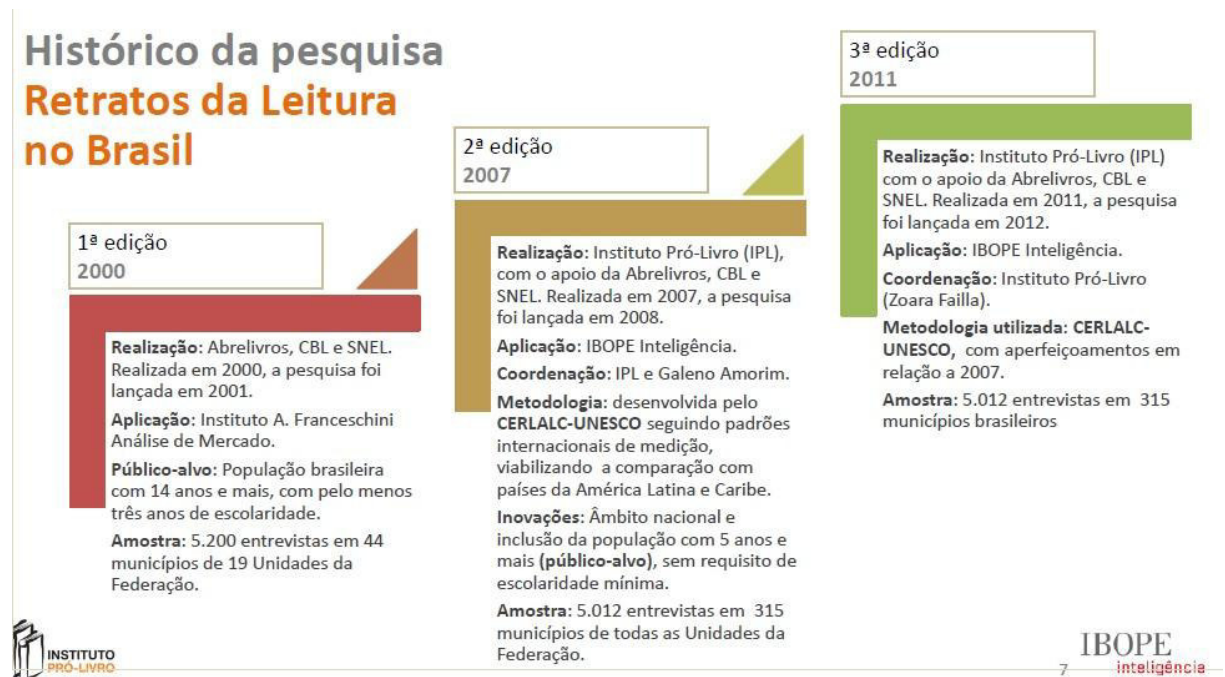 Histórico da pesquisa
Retratos da Leitura
no Brasil
1ª edição
2000
Realização: Abrelivros, CBL e SNEL.
Realizada em 2000, a pesquisa foi
lançada em 2001.
Aplicação: Instituto A. Franceschini
Análise de Mercado.
Público-alvo: População brasileira
com 14 anos e mais, com pelo menos
três anos de escolaridade.
Amostra: 5.200 entrevistas em 44
municípios de 19 Unidades da
Federação.
2ª edição
2007
Realização: Instituto Pró-Livro (IPL),
com o apoio da Abrelivros, CBL e
SNEL. Realizada em 2007, a pesquisa
foi lançada em 2008.
Aplicação: IBOPE Inteligência.
Coordenação: IPL e Galeno Amorim.
Metodologia: desenvolvida pelo
CERLALC-UNESCO seguindo padrões
internacionais de medição,
viabilizando a comparação com
países da América Latina e Caribe.
Inovações: Âmbito nacional e
inclusão da população com 5 anos e
mais (público-alvo), sem requisito de
escolaridade mínima.
Amostra: 5.012 entrevistas em 315
municípios de todas as Unidades da
Federação.
3ª edição
2011
Realização: Instituto Pró-Livro (IPL)
com o apoio da Abrelivros, CBL e
SNEL. Realizada em 2011, a pesquisa
foi lançada em 2012.
Aplicação: IBOPE Inteligência.
Coordenação: Instituto Pró-Livro
(Zoara Failla).
Metodologia utilizada: CERLALC-
UNESCO, com aperfeiçoamentos em
relação a 2007.
Amostra: 5.012 entrevistas em 315
municípios brasileiros
INSTITUTO
PRÓ-LIVRO
7
IBOPE
inteligência